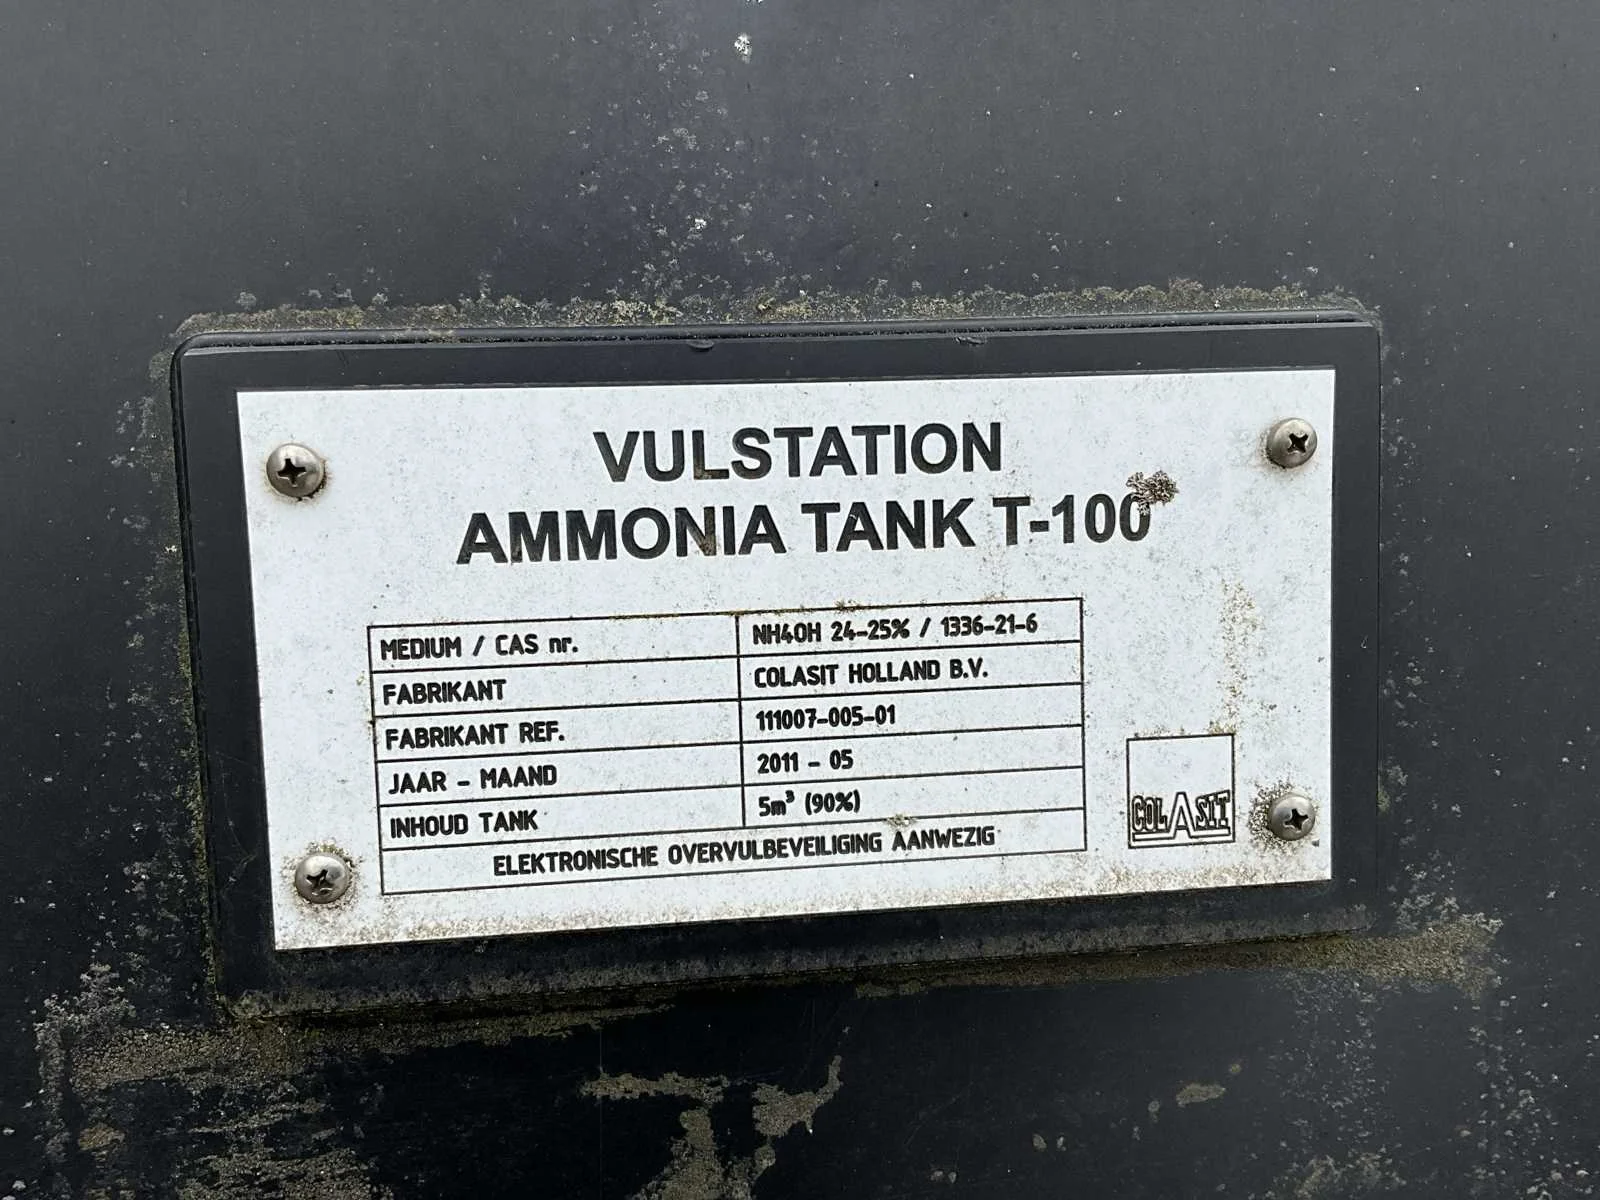 VULSTATION
AMMONIA TANK T-100
MEDIUM / CAS nr. NH4OH 24-25% / 1336-21-6
FABRIKANT COLASIT HOLLAND B.V.
FABRIKANT REF. 111007-005-01
JAAR - MAAND 2011 - 05
INHOUD TANK 5m³ (90%)
ELEKTRONISCHE OVERVULBEVEILIGING AANWEZIG
COLASIT